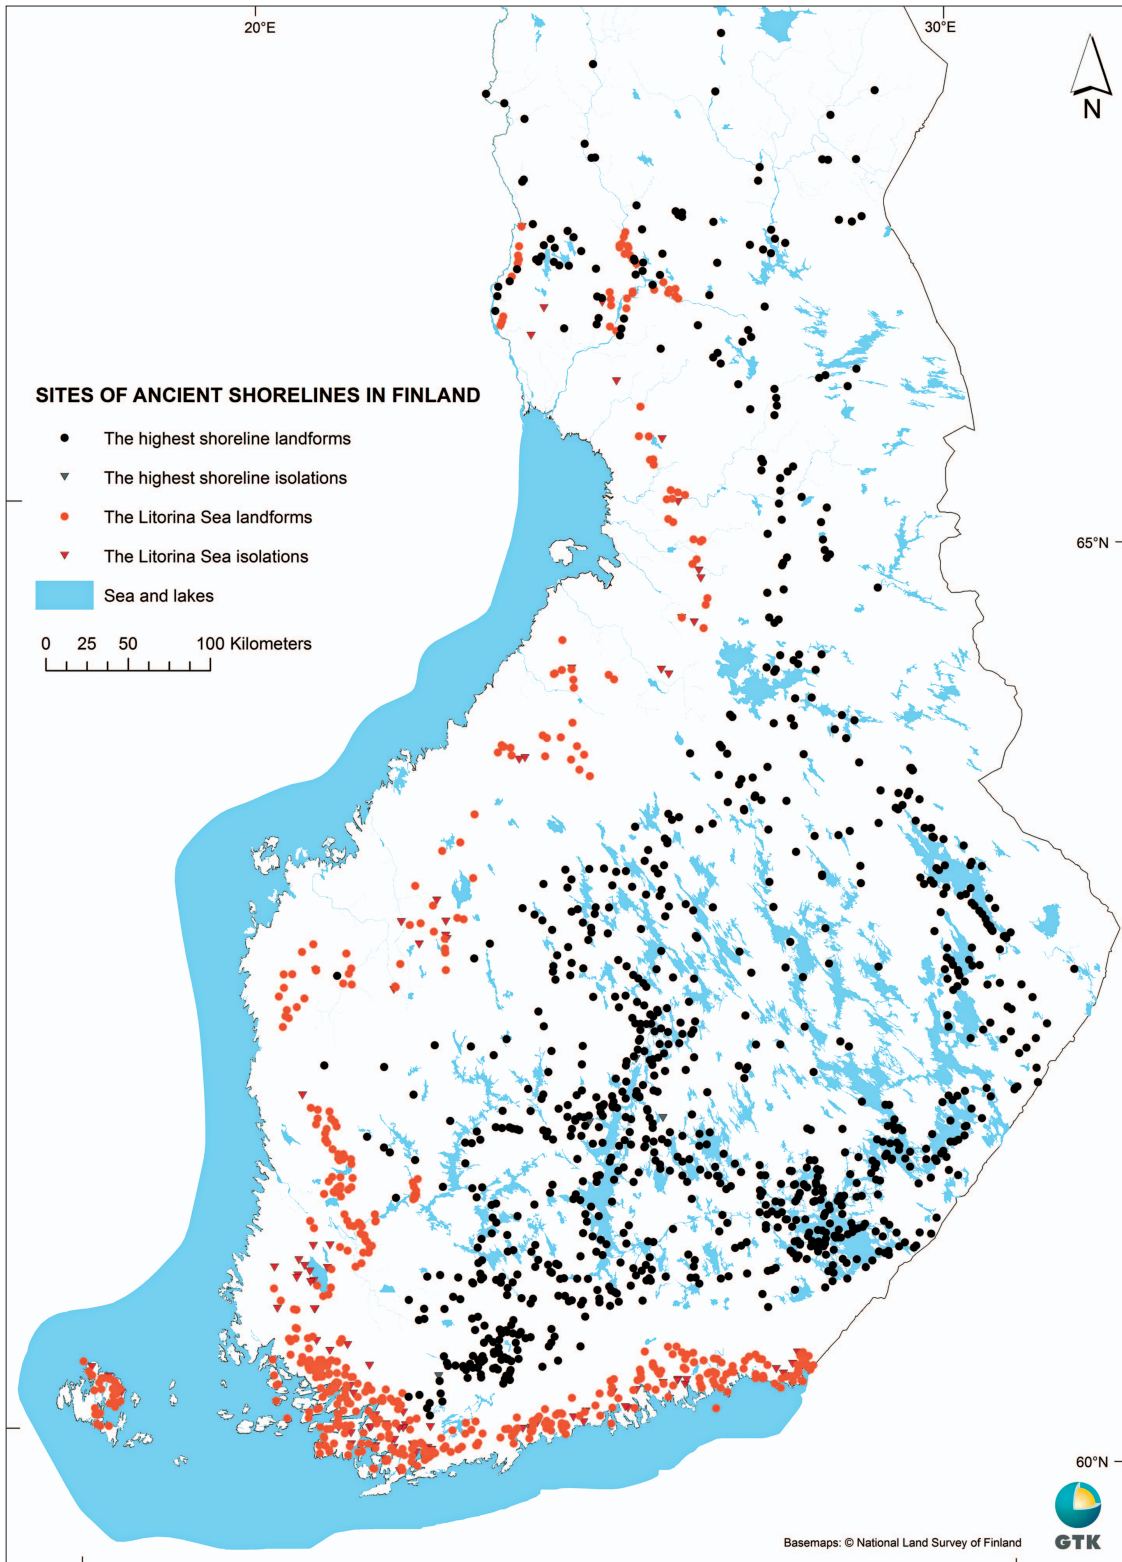 20°E
30°E
N
SITES OF ANCIENT SHORELINES IN FINLAND
The highest shoreline landforms
The highest shoreline isolations
The Litorina Sea landforms
The Litorina Sea isolations
Sea and lakes
0 25 50 100 Kilometers
65°N
60°N
Basemaps: © National Land Survey of Finland
GTK